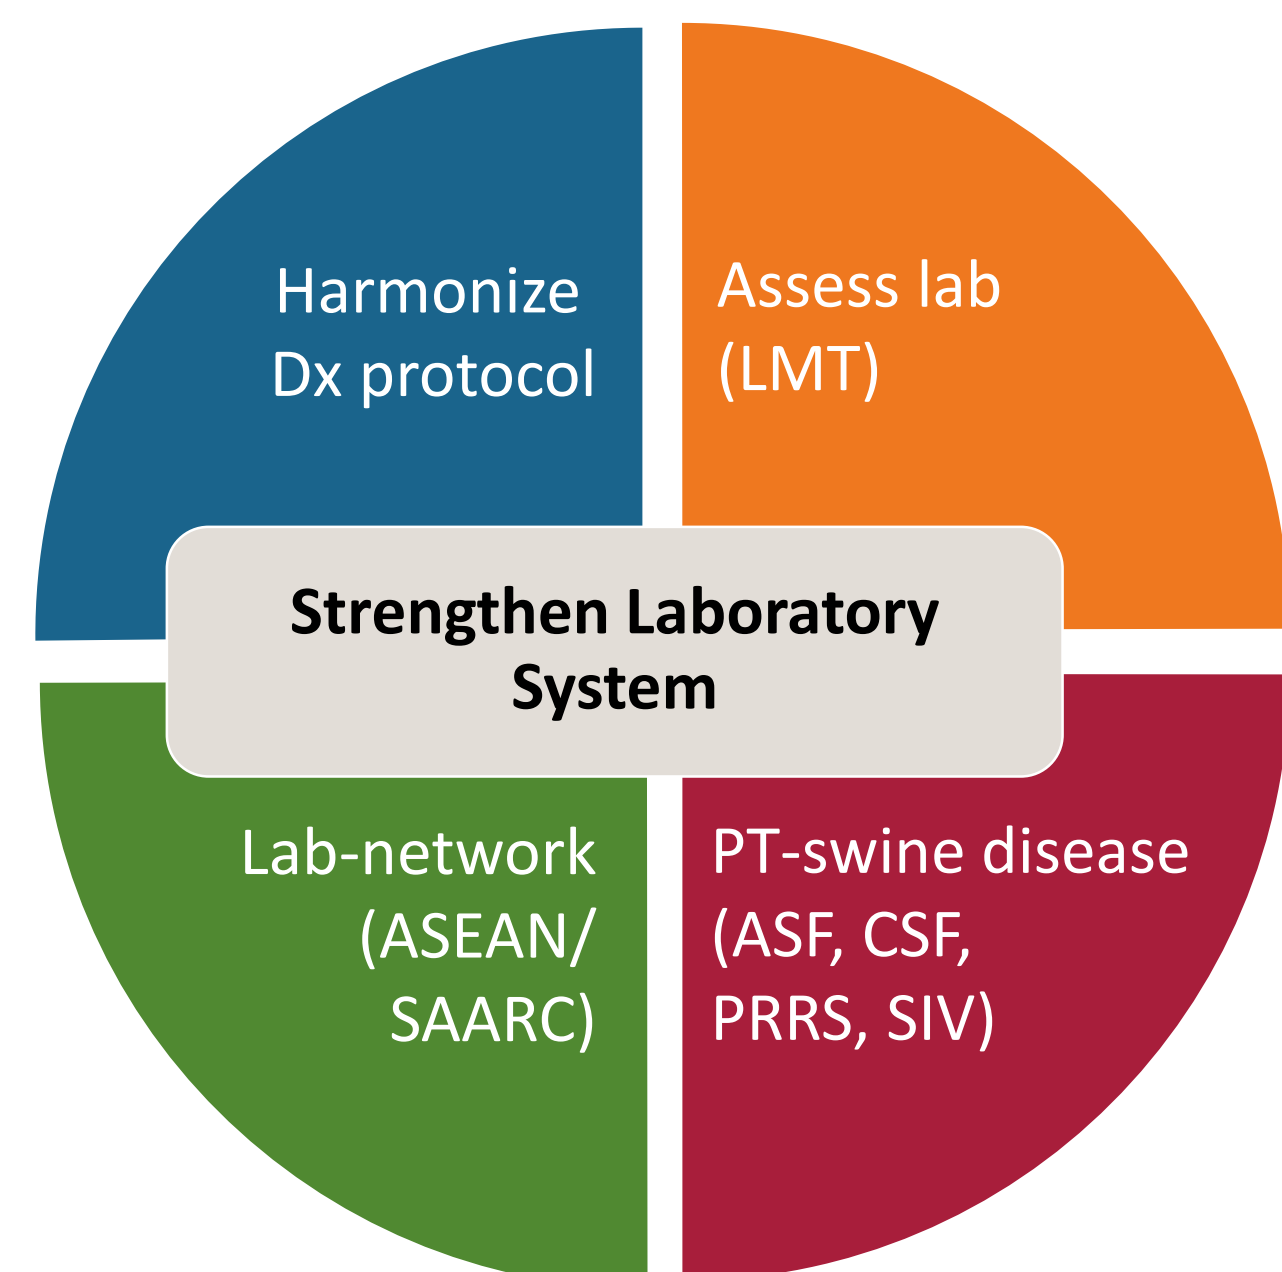 Harmonize
Dx protocol
Assess lab
(LMT)
Strengthen Laboratory
System
Lab-network
(ASEAN/
SAARC)
PT-swine disease
(ASF, CSF,
PRRS, SIV)